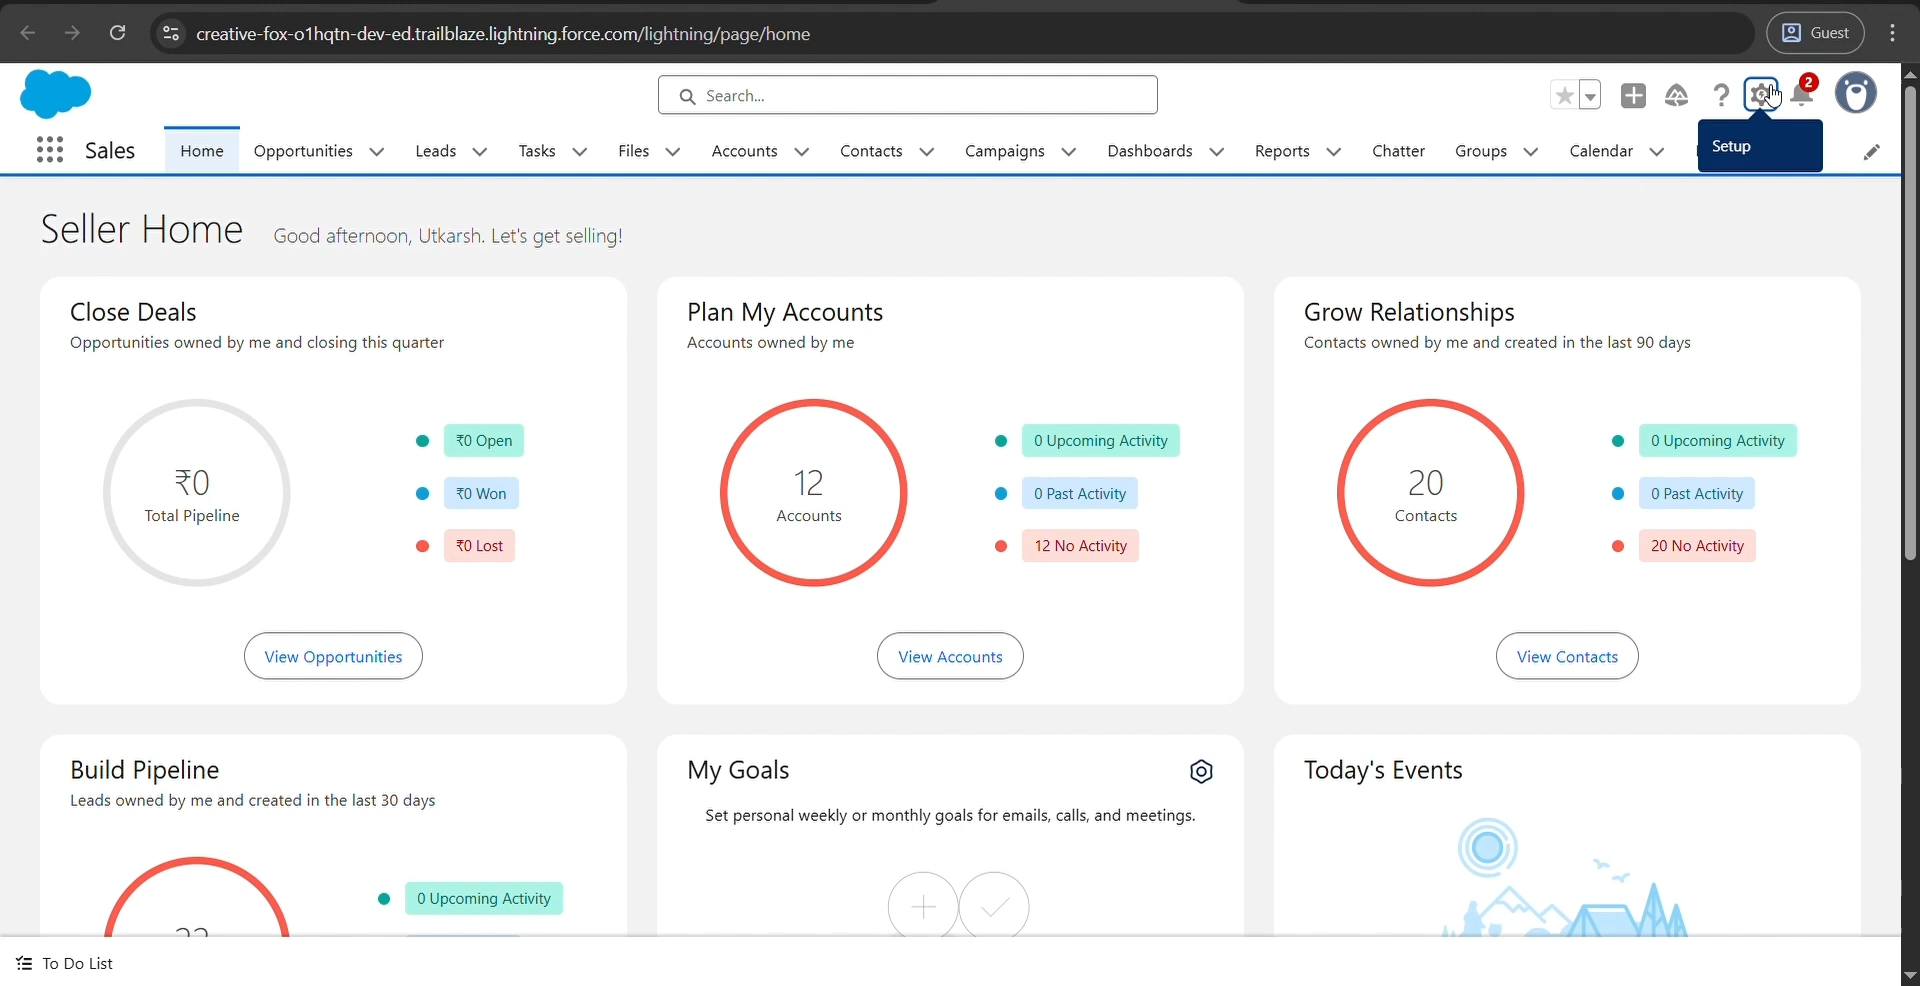 creative-fox-o1hqtn-dev-ed.trailblaze.lightning.force.com/lightning/page/home
Guest
Search...
2
Sales
Home
Opportunities
Leads
Tasks
Files
Accounts
Contacts
Campaigns
Dashboards
Reports
Chatter
Groups
Calendar
Setup
Seller Home
Good afternoon, Utkarsh. Let's get selling!
Close Deals
Opportunities owned by me and closing this quarter
₹0
Total Pipeline
₹0 Open
₹0 Won
₹0 Lost
View Opportunities
Plan My Accounts
Accounts owned by me
12
Accounts
0 Upcoming Activity
0 Past Activity
12 No Activity
View Accounts
Grow Relationships
Contacts owned by me and created in the last 90 days
20
Contacts
0 Upcoming Activity
0 Past Activity
20 No Activity
View Contacts
Build Pipeline
Leads owned by me and created in the last 30 days
0 Upcoming Activity
My Goals
Set personal weekly or monthly goals for emails, calls, and meetings.
Today's Events
To Do List